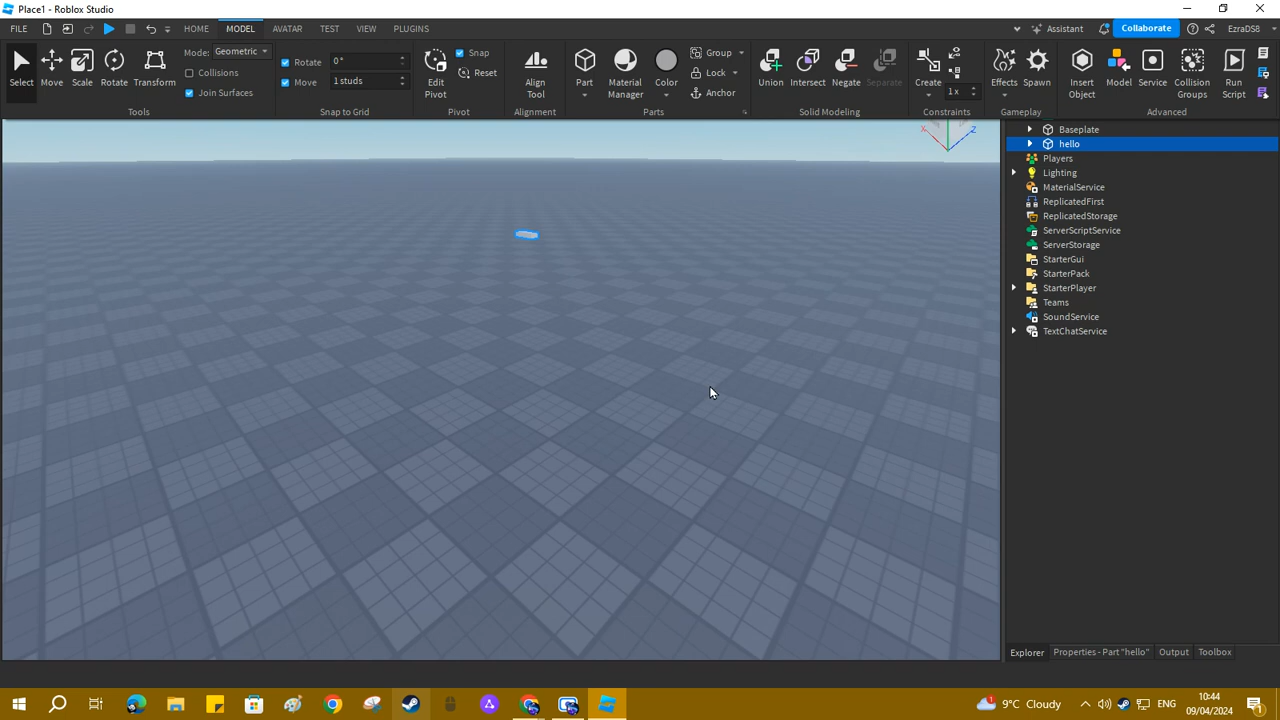 Place1 - Roblox Studio
FILE HOME MODEL AVATAR TEST VIEW PLUGINS Assistant Collaborate EzraDS8
Select Move Scale Rotate Transform
Mode: Geometric
Collisions
Join Surfaces
Tools
Rotate 0°
Move 1 studs
Snap to Grid
Edit Pivot
Snap
Reset
Pivot
Align Tool
Alignment
Part
Material Manager
Color
Group
Lock
Anchor
Parts
Union Intersect Negate Separate
Solid Modeling
Create
1 x
Constraints
Effects Spawn
Gameplay
Insert Object
Model
Service
Collision Groups
Run Script
Advanced
X Z
Baseplate
hello
Players
Lighting
MaterialService
ReplicatedFirst
ReplicatedStorage
ServerScriptService
ServerStorage
StarterGui
StarterPack
StarterPlayer
Teams
SoundService
TextChatService
Explorer Properties - Part "hello" Output Toolbox
9°C Cloudy ENG
10:44
09/04/2024
1
1